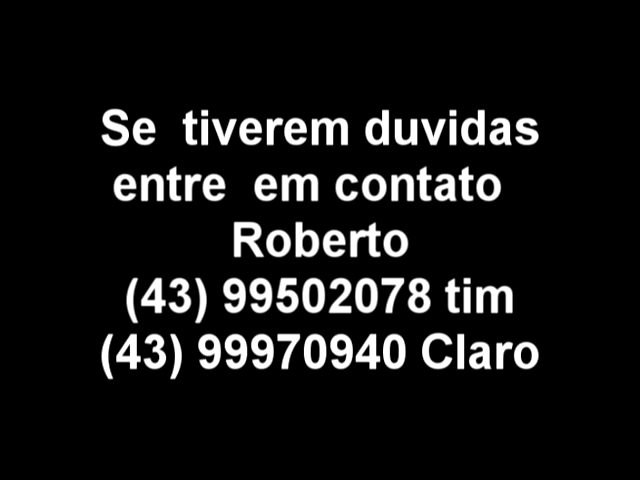 Se tiverem duvidas
entre em contato
Roberto
(43) 99502078 tim
(43) 99970940 Claro